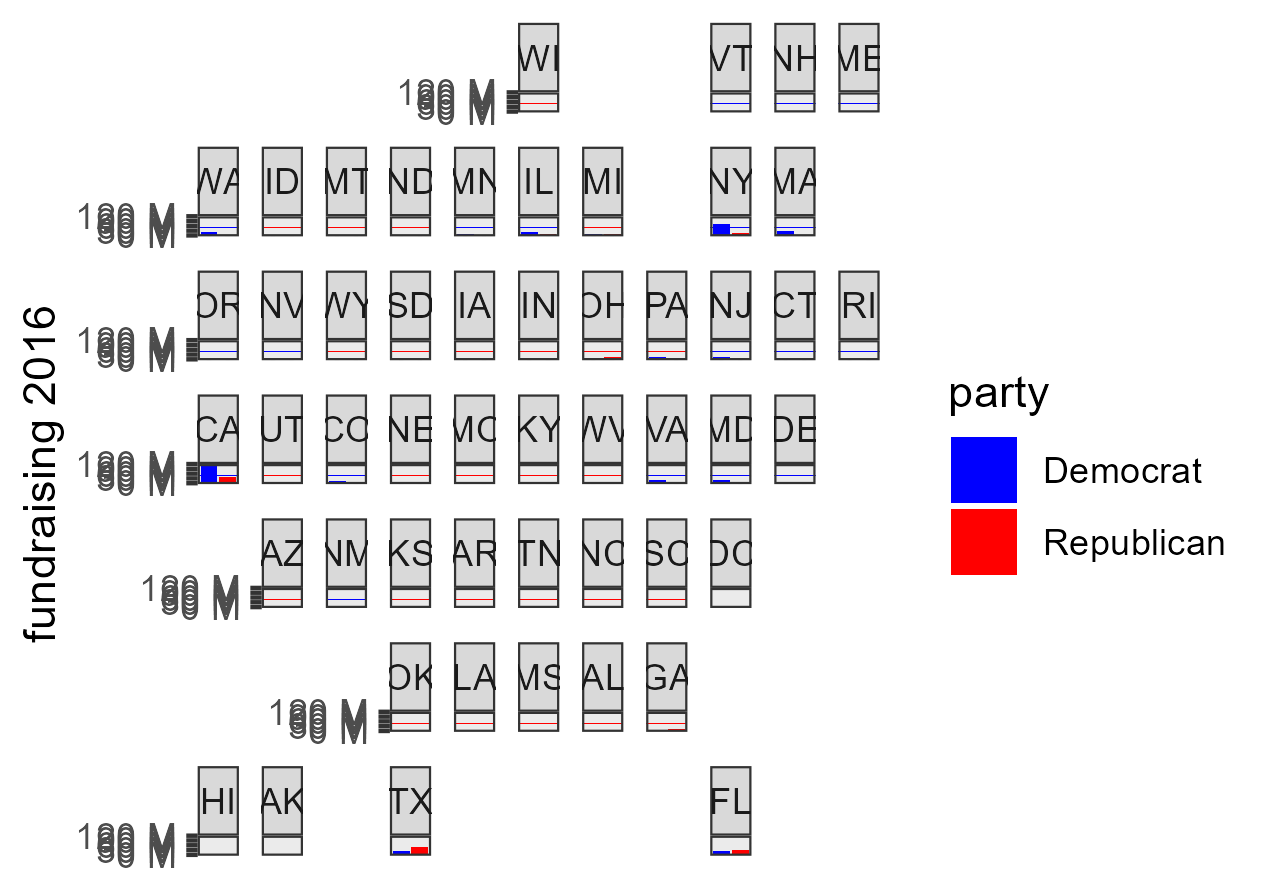 WI VT NH ME
WA ID MT ND MN IL MI NY MA
OR NV WY SD IA IN OH PA NJ CT RI
CA UT CO NE MO KY WV VA MD DE
AZ NM KS AR TN NC SC DC
OK LA MS AL GA
HI AK TX FL
fundraising 2016
party
Democrat
Republican